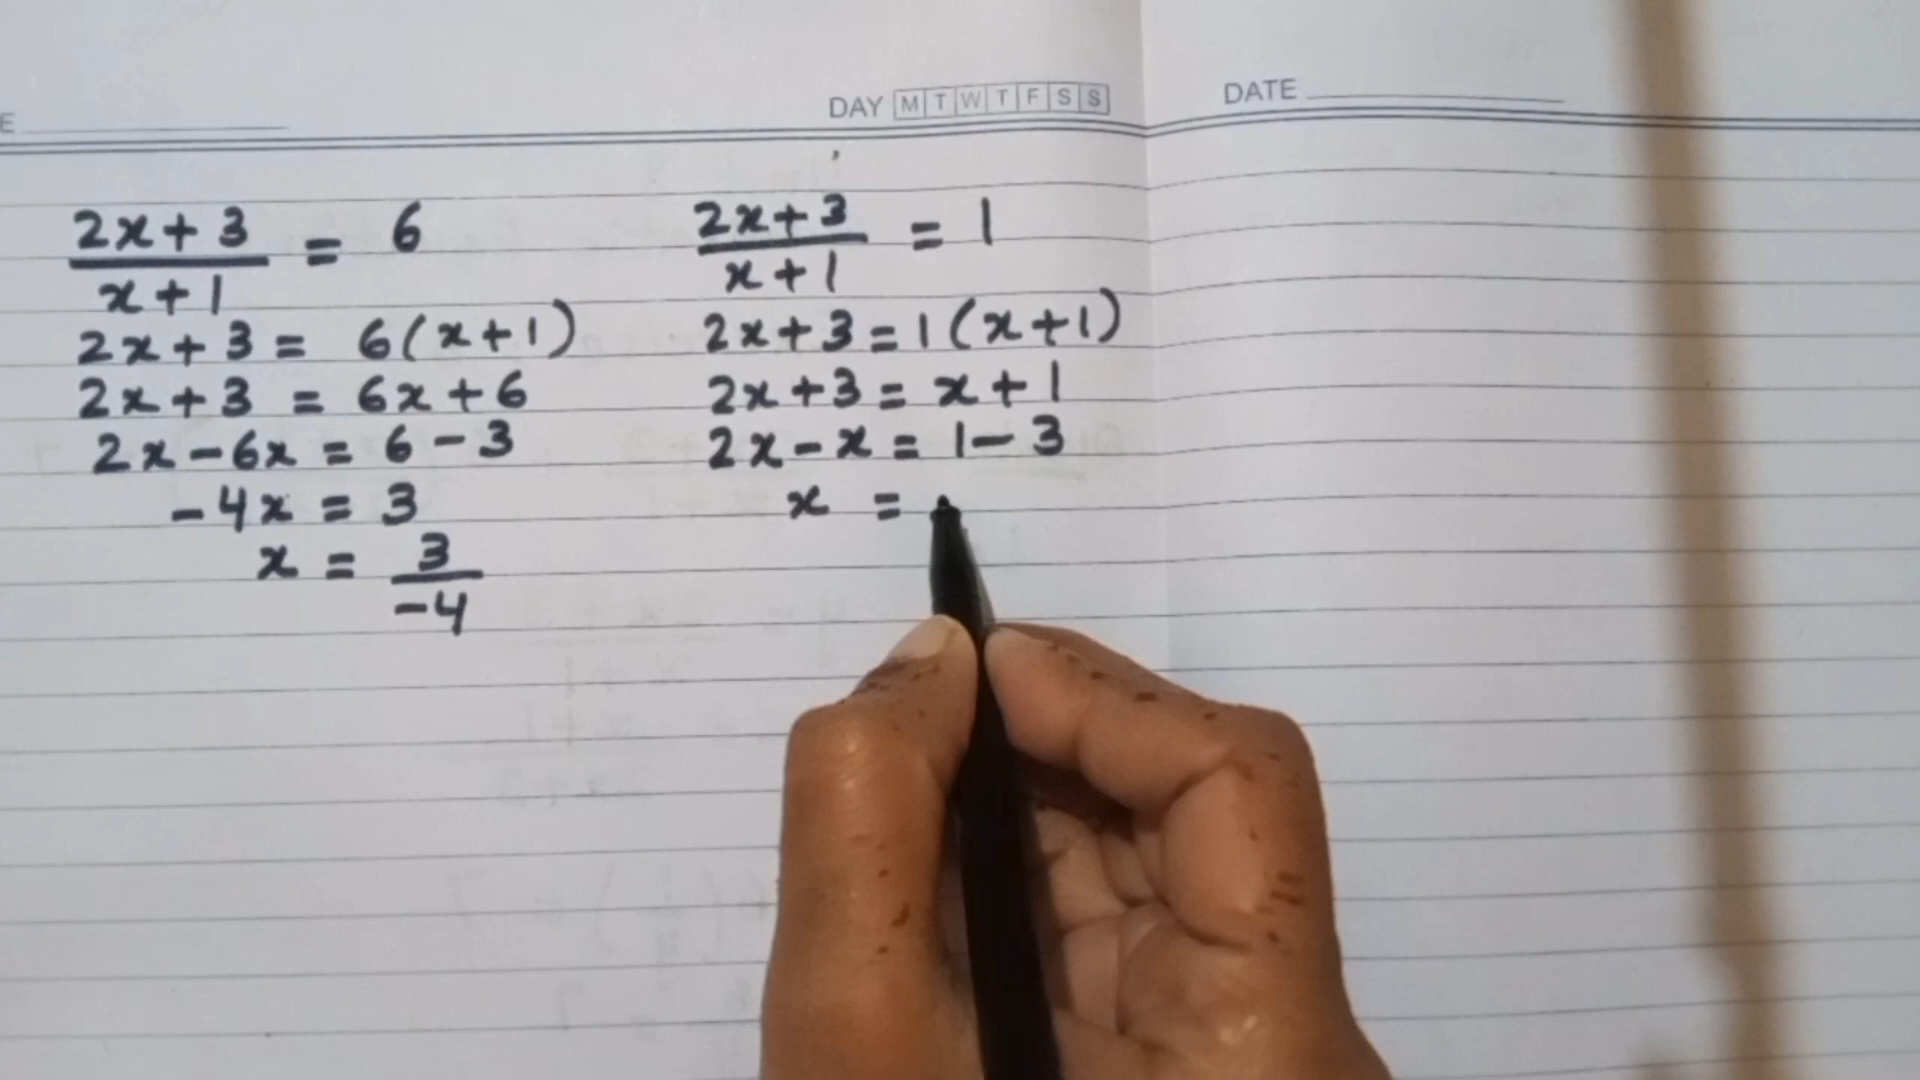 E
DAY M T W T F S S
DATE
2x+3/x+1 = 6
2x+3 = 6(x+1)
2x+3 = 6x+6
2x-6x = 6-3
-4x = 3
x = 3/-4
2x+3/x+1 = 1
2x+3=1(x+1)
2x+3= x+1
2x-x= 1-3
x =